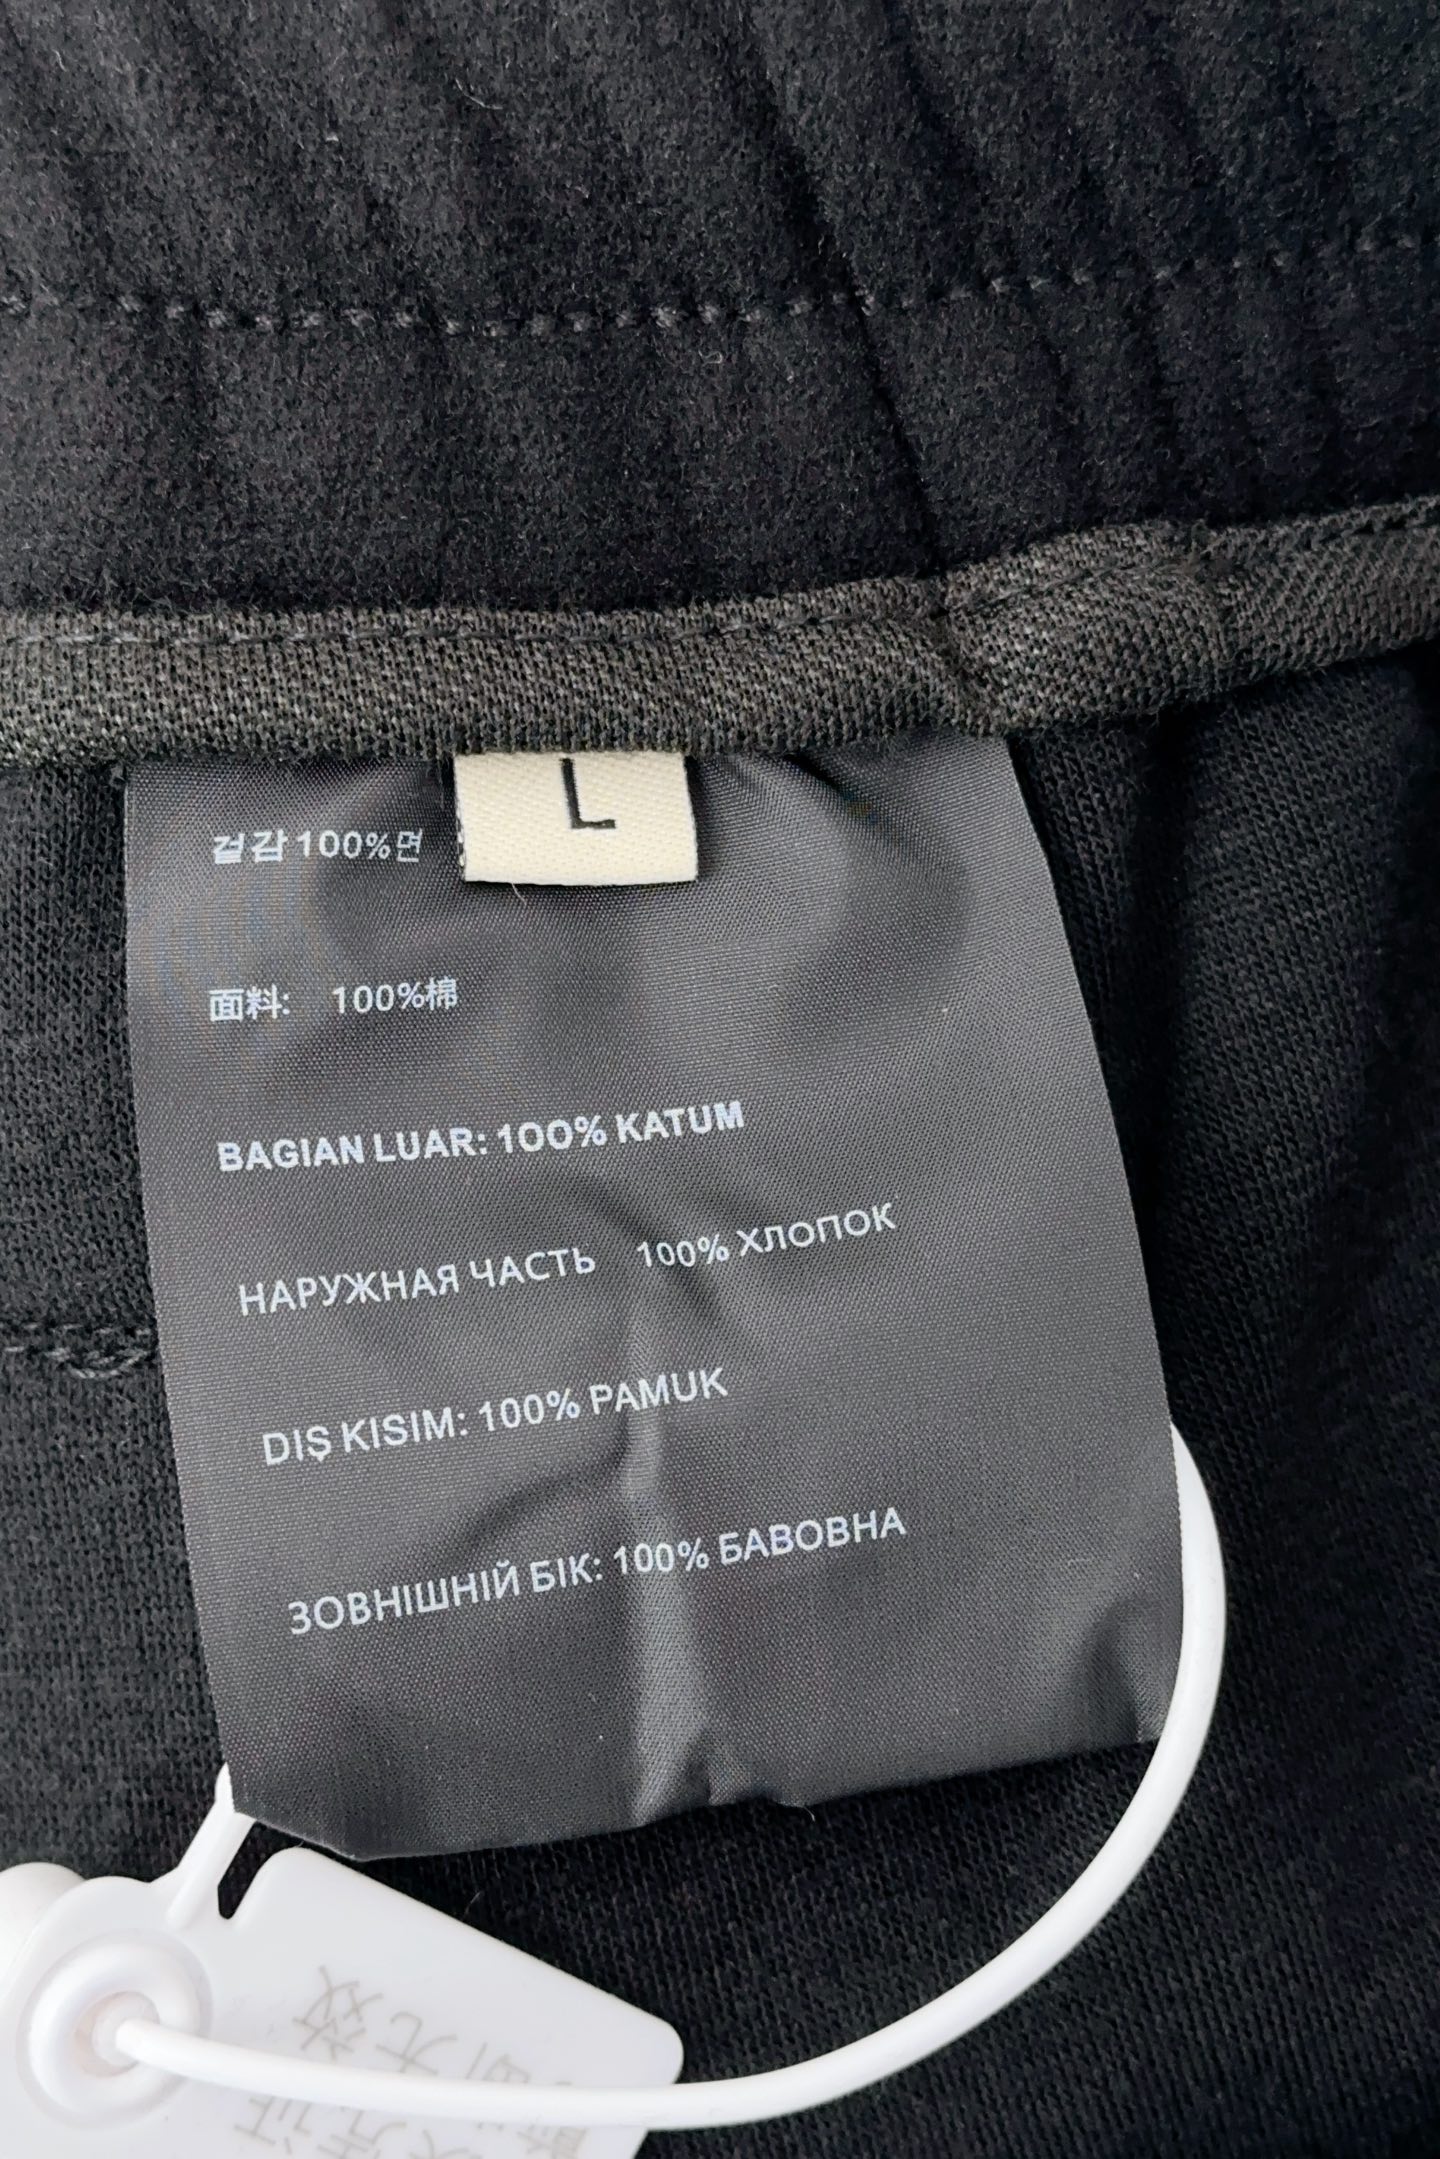 L
겉감 100%면
面料: 100%棉
BAGIAN LUAR: 100% KATUM
НАРУЖНАЯ ЧАСТЬ 100% ХЛОПОК
DIŞ KISIM: 100% PAMUK
ЗОВНІШНІЙ БІК: 100% БАВОВНА